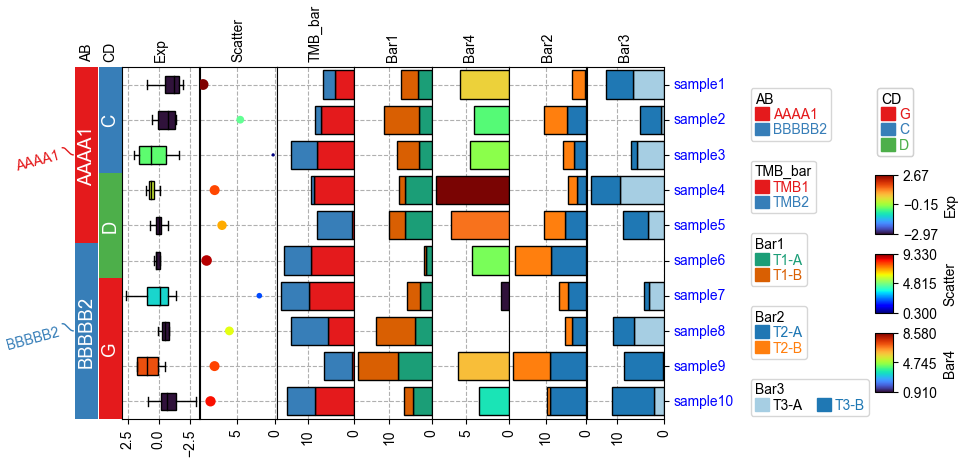 AB
CD
Exp
Scatter
TMB_bar
Bar1
Bar4
Bar2
Bar3
AAAA1
BBBBB2
AAAA1
BBBBB2
C
D
G
sample1
sample2
sample3
sample4
sample5
sample6
sample7
sample8
sample9
sample10
2.5 0.0 −2.5
5 0
10 0
10 0
5 0
10 0
10 0
AB
AAAA1
BBBBB2
TMB_bar
TMB1
TMB2
Bar1
T1-A
T1-B
Bar2
T2-A
T2-B
Bar3
T3-A T3-B
CD
G
C
D
2.67
−0.15
−2.97
Exp
9.330
4.815
0.300
Scatter
8.580
4.745
0.910
Bar4